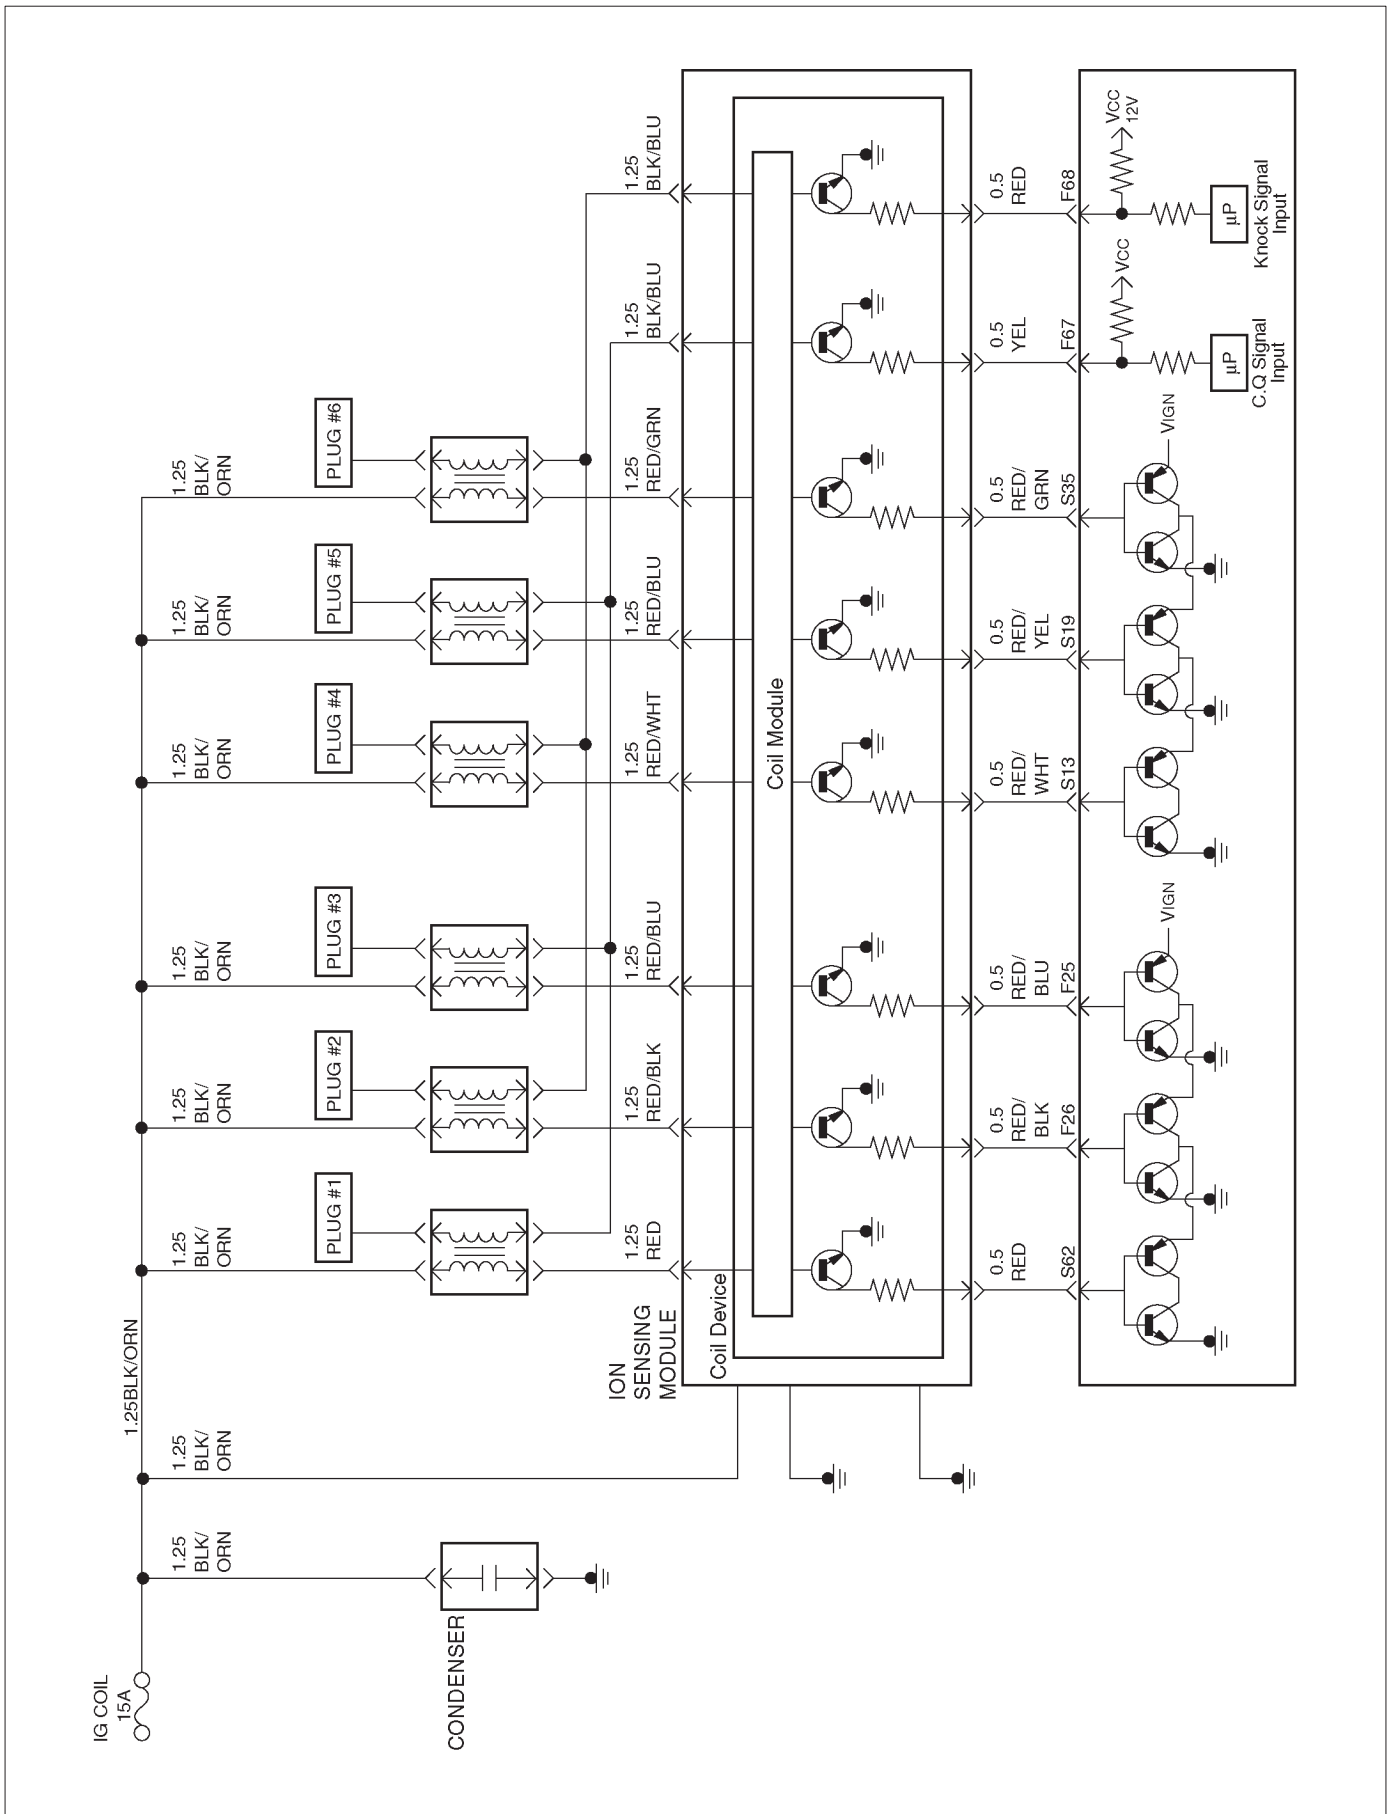 IG COIL
15A
1.25BLK/ORN
1.25
BLK/
ORN
1.25
BLK/
ORN
1.25
BLK/
ORN
1.25
BLK/
ORN
1.25
BLK/
ORN
1.25
BLK/
ORN
1.25
BLK/
ORN
1.25
BLK/
ORN
PLUG #1
PLUG #2
PLUG #3
PLUG #4
PLUG #5
PLUG #6
CONDENSER
1.25
RED
1.25
RED/BLK
1.25
RED/BLU
1.25
RED/WHT
1.25
RED/BLU
1.25
RED/GRN
1.25
BLK/BLU
1.25
BLK/BLU
ION
SENSING
MODULE
Coil Device
Coil Module
0.5
RED
S62
0.5
RED/
BLK
F26
0.5
RED/
BLU
F25
0.5
RED/
WHT
S13
0.5
RED/
YEL
S19
0.5
RED/
GRN
S35
0.5
YEL
F67
0.5
RED
F68
VIGN
VIGN
VCC
VCC
12V
µP
C.Q Signal
Input
µP
Knock Signal
Input